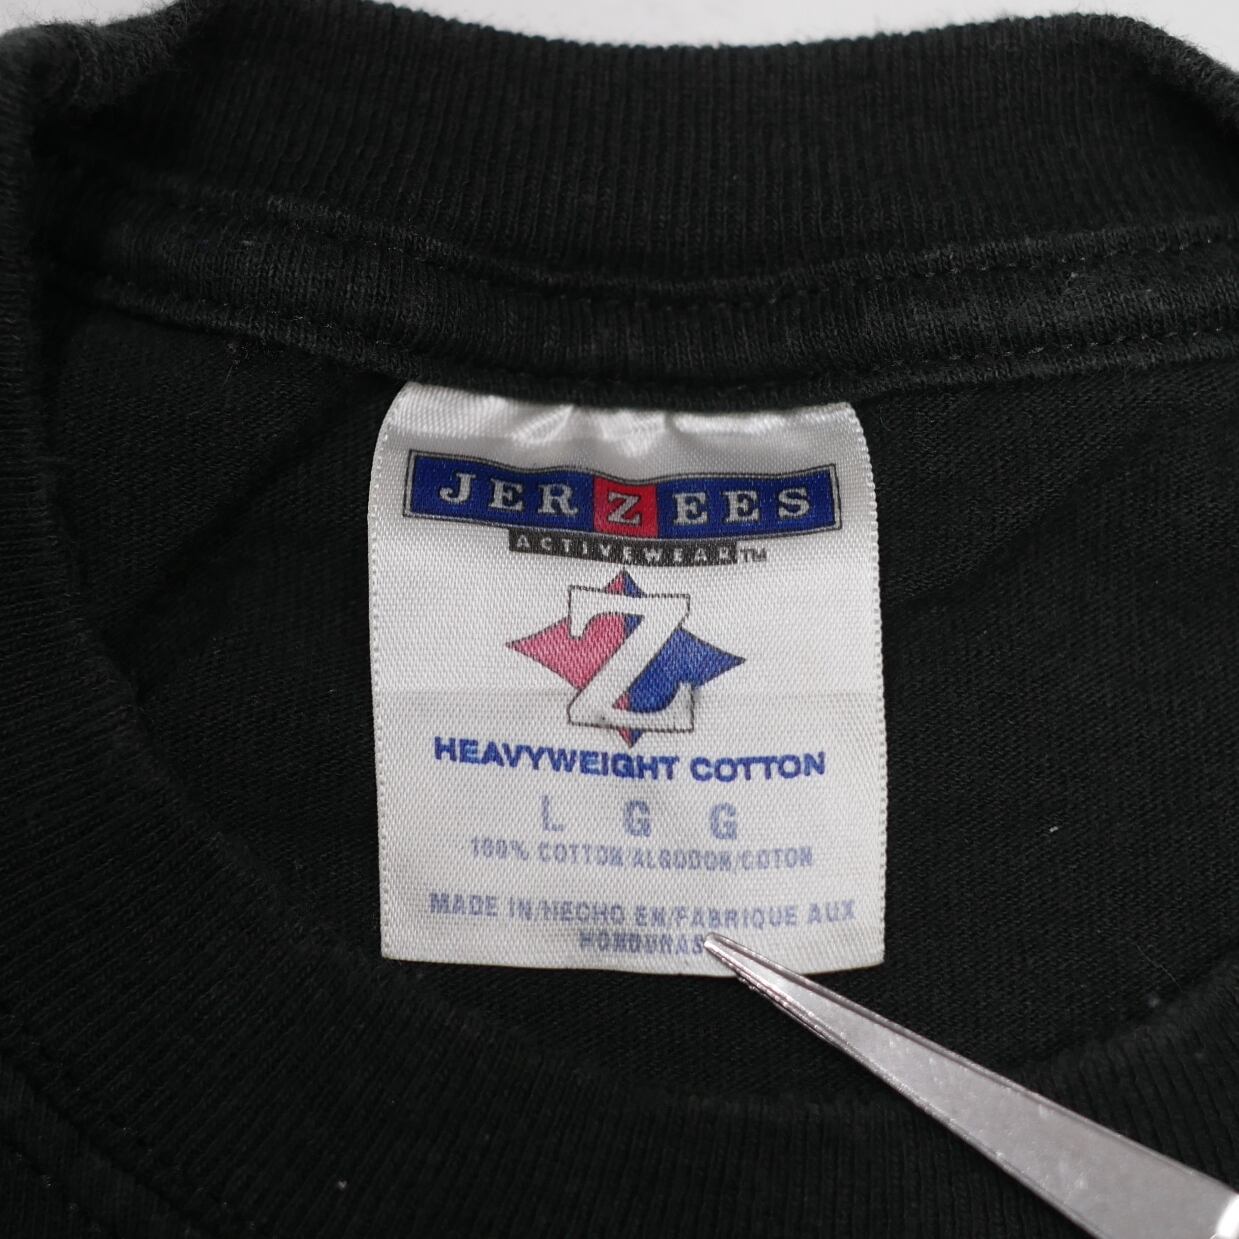 JERZEES
ACTIVEWEAR™
Z
HEAVYWEIGHT COTTON
L G G
100% COTTON/ALGODON/COTON
MADE IN/HECHO EN/FABRIQUE AUX
HONDURAS